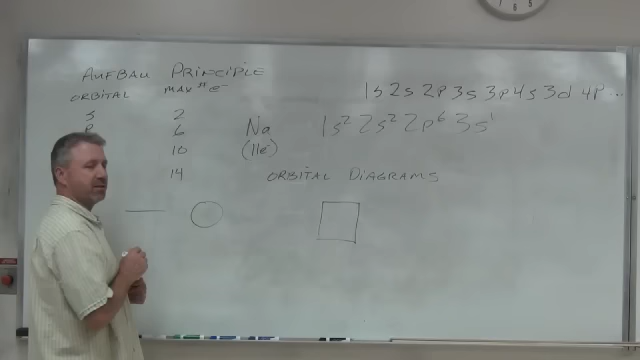 AUFBAU PRINCIPLE
ORBITAL MAX # e-
1s 2s 2p 3s 3p 4s 3d 4p ...
S 2
P 6
Na 1s² 2s² 2p⁶ 3s¹
10 (11e⁻)
14 ORBITAL DIAGRAMS